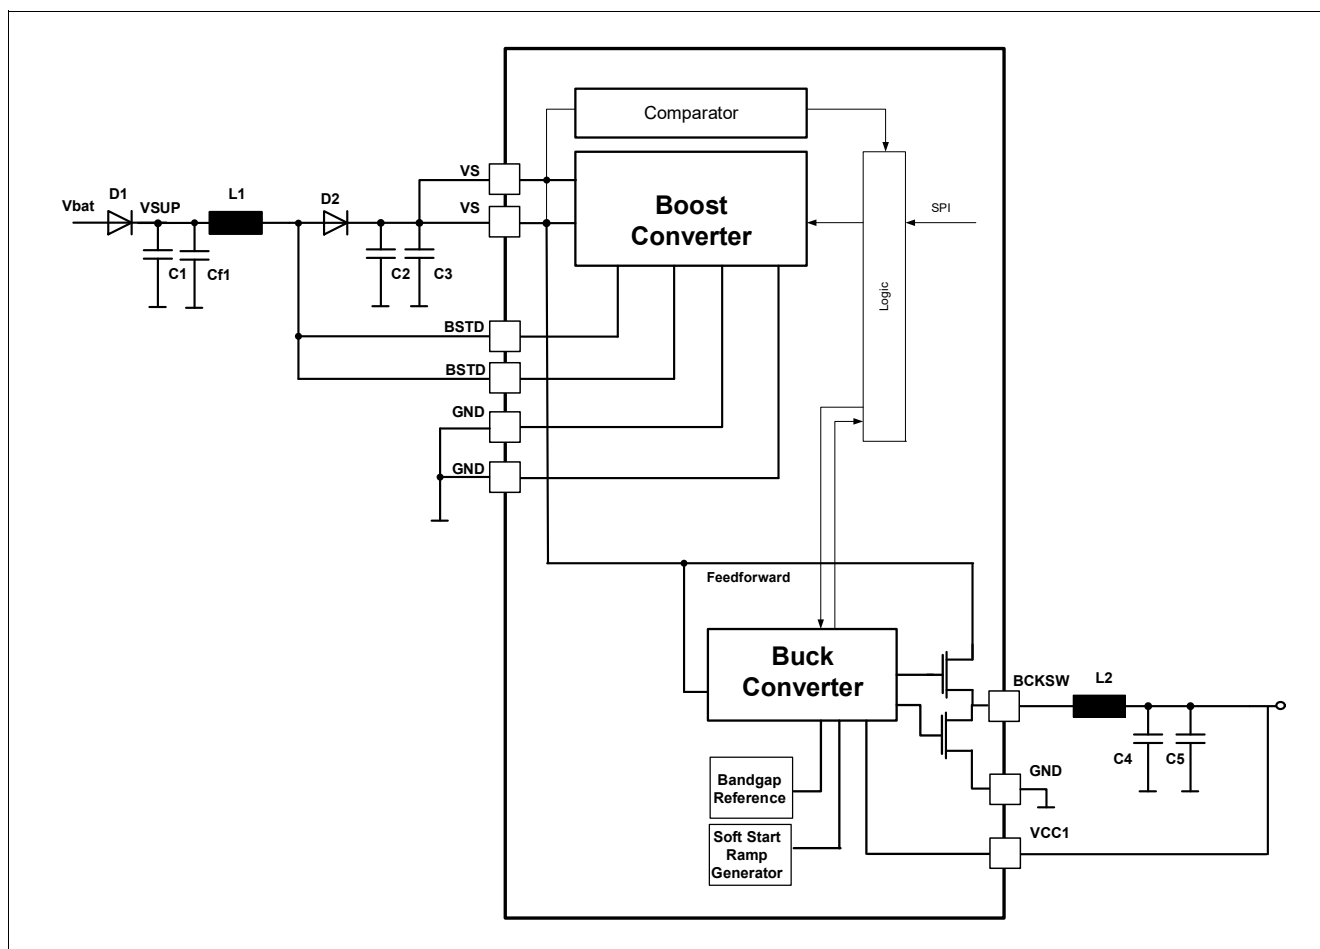 Comparator
VS
Boost
Converter
D1
L1
D2
Vbat
VSUP
VS
SPI
C1
Cf1
C2
C3
Logic
BSTD
BSTD
GND
GND
Feedforward
Buck
Converter
BCKSW
L2
C4
C5
Bandgap
Reference
GND
Soft Start
Ramp
Generator
VCC1